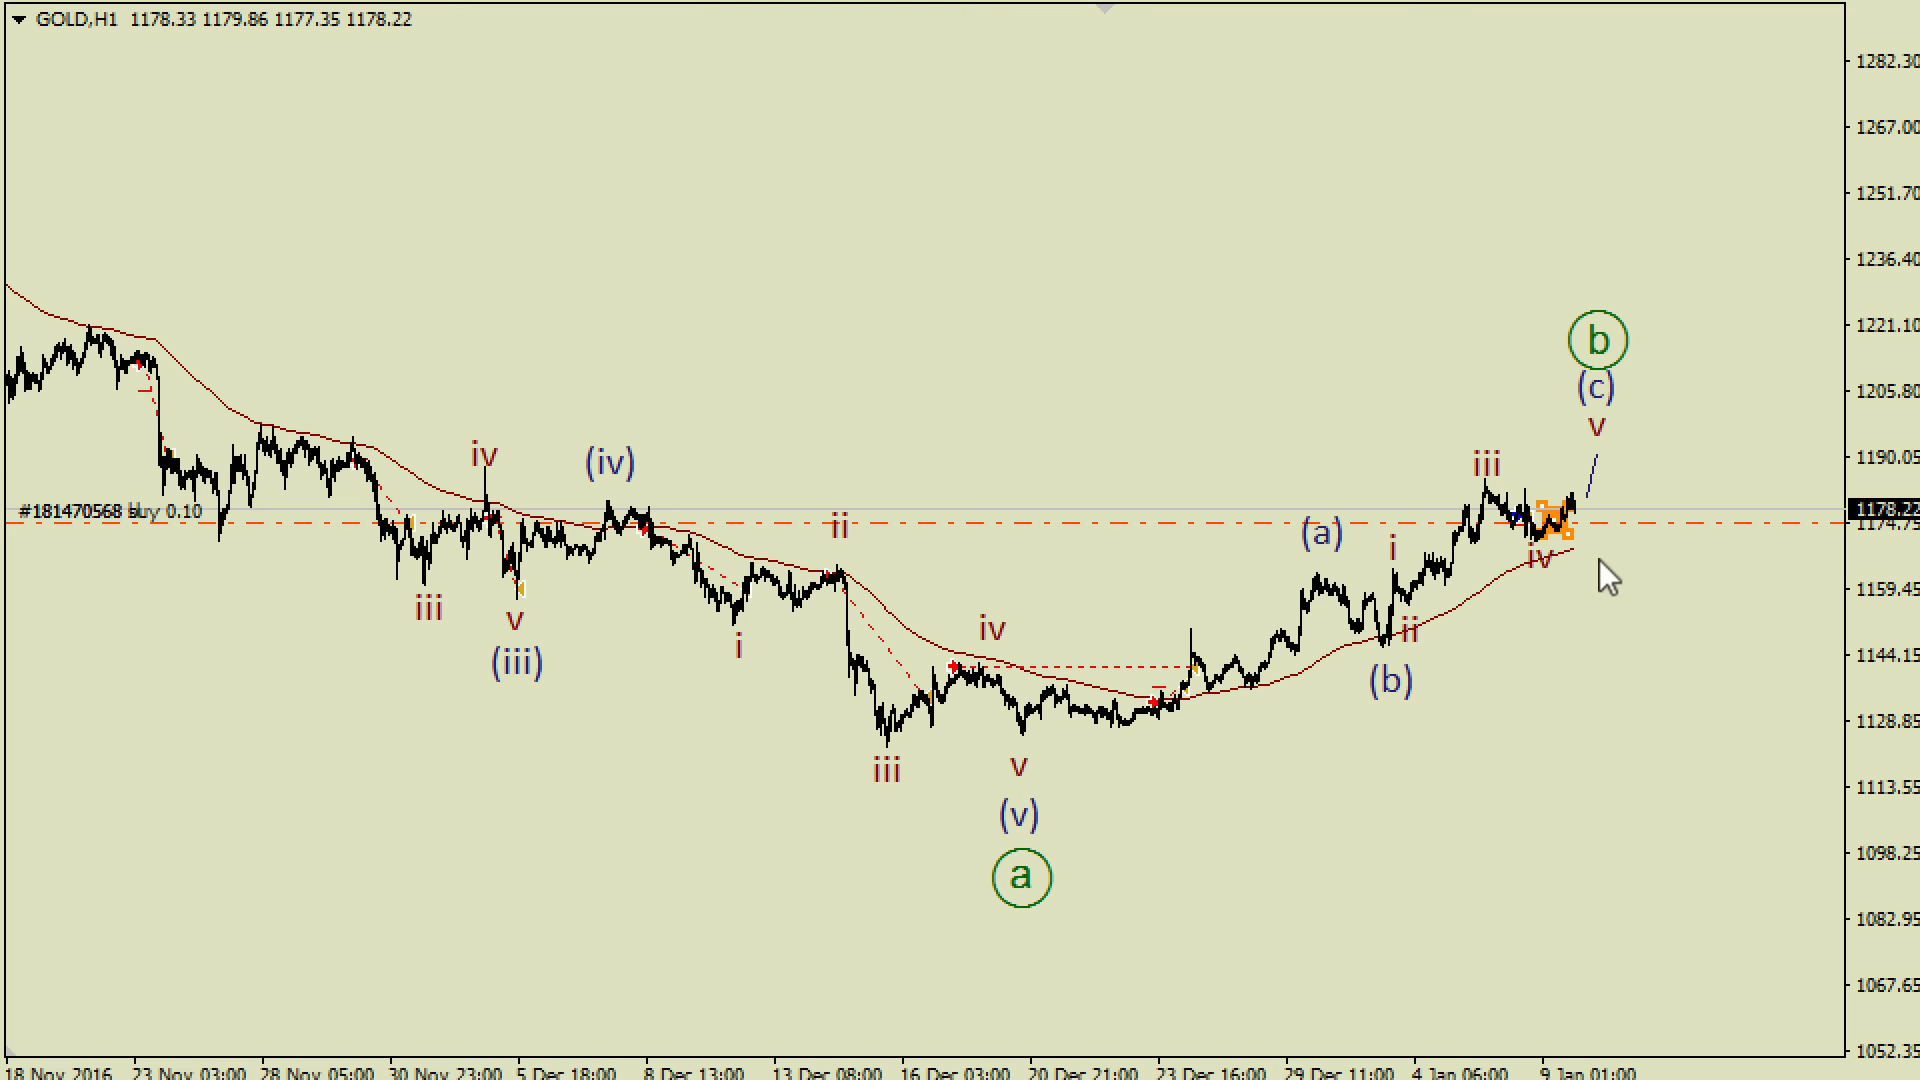 GOLD,H1 1178.33 1179.86 1177.35 1178.22
1282.30
1267.00
1251.70
1236.40
1221.10
b
(c)
1205.80
v
1190.05
iv
(iv)
iii
#181470568 buy 0.10
1178.22
1174.75
ii
(a)
i
iv
1159.45
iii
v
i
iv
ii
1144.15
(iii)
(b)
1128.85
iii
v
1113.55
(v)
1098.25
a
1082.95
1067.65
1052.35
18 Nov 2016 23 Nov 03:00 28 Nov 05:00 30 Nov 23:00 5 Dec 18:00 8 Dec 13:00 13 Dec 08:00 16 Dec 03:00 20 Dec 21:00 23 Dec 16:00 29 Dec 11:00 4 Jan 06:00 9 Jan 01:00